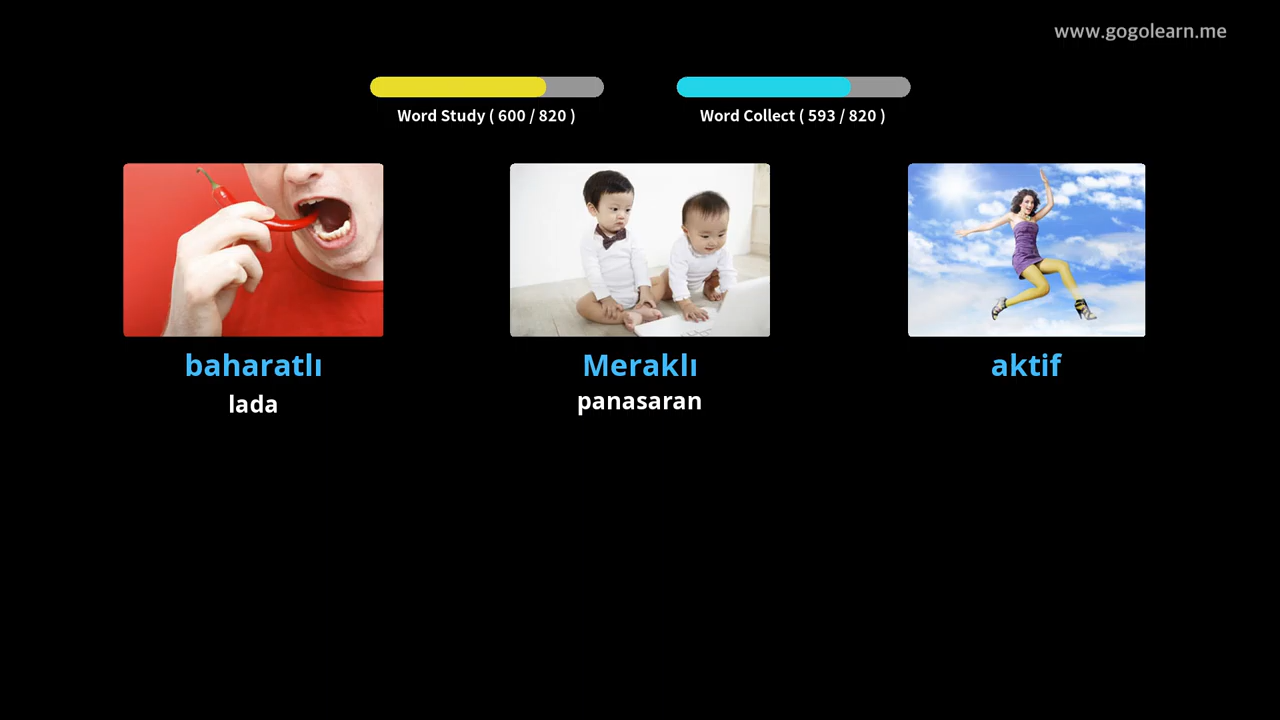 www.gogolearn.me
Word Study ( 600 / 820 )
Word Collect ( 593 / 820 )
baharatlı
lada
Meraklı
panasaran
aktif